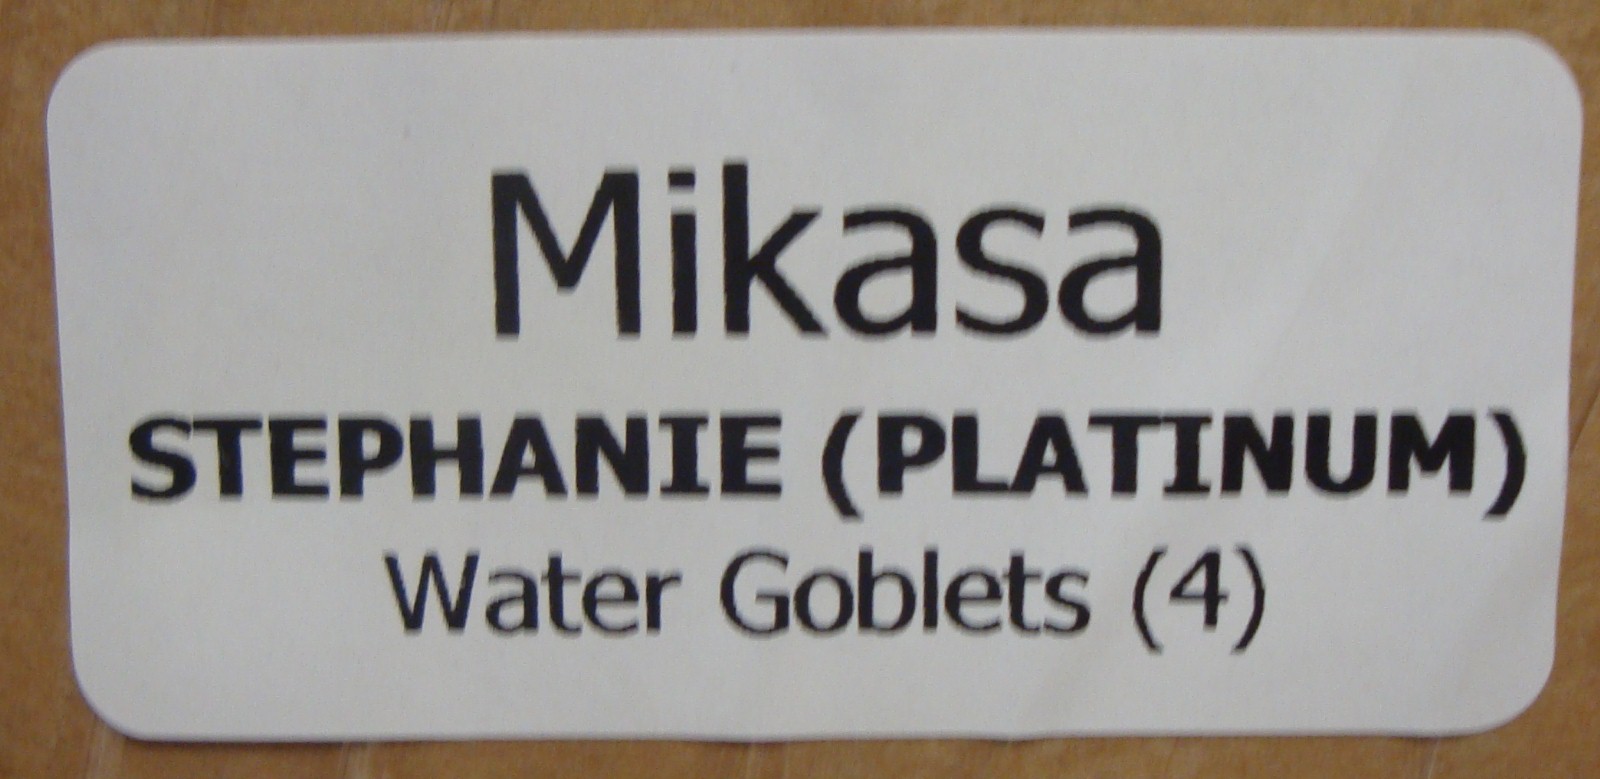 Mikasa
STEPHANIE (PLATINUM)
Water Goblets (4)